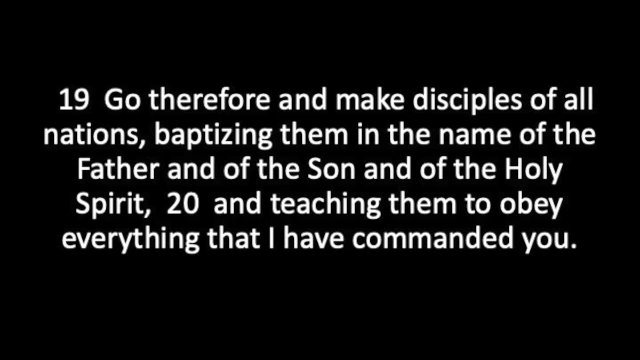 19 Go therefore and make disciples of all
nations, baptizing them in the name of the
Father and of the Son and of the Holy
Spirit, 20 and teaching them to obey
everything that I have commanded you.